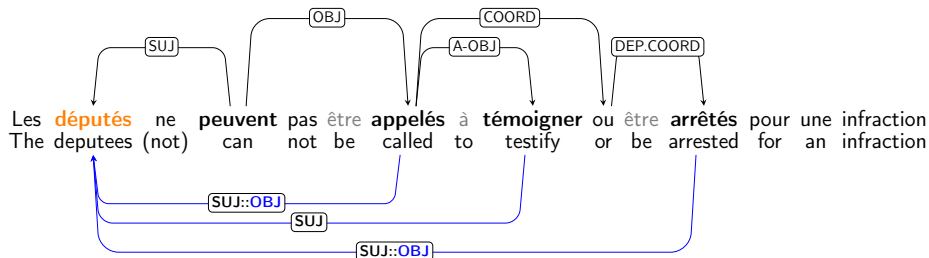 OBJ COORD
SUJ A-OBJ DEP.COORD
Les députés ne peuvent pas être appelés à témoigner ou être arrêtés pour une infraction
The deputees (not) can not be called to testify or be arrested for an infraction
SUJ::OBJ
SUJ
SUJ::OBJ